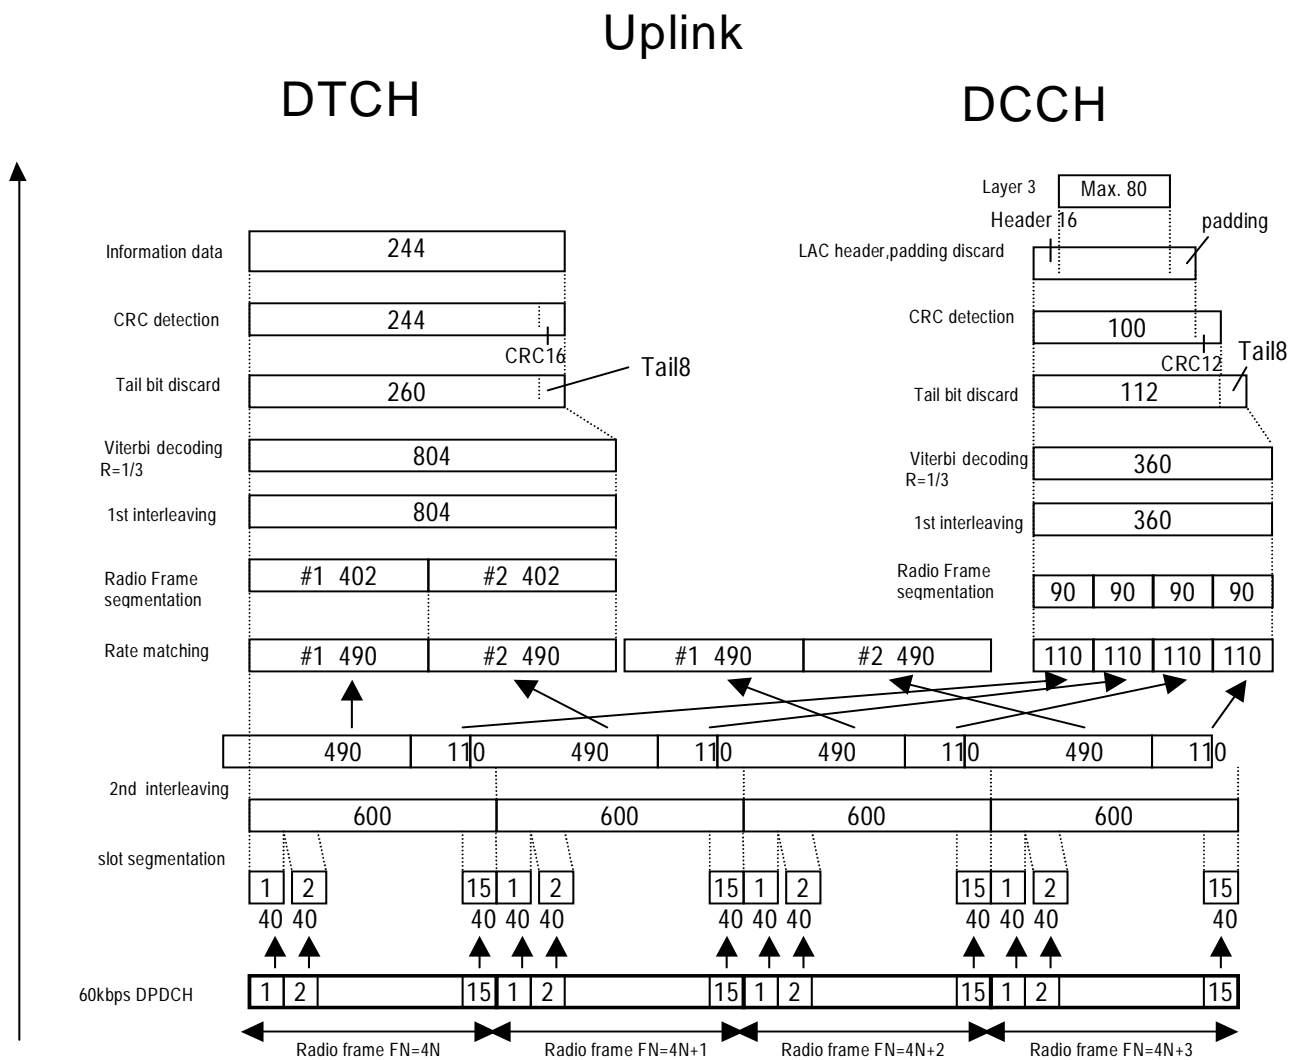 Uplink
DTCH
DCCH
Layer 3
Max. 80
Header 16
padding
Information data
244
LAC header,padding discard
CRC detection
244
CRC16
CRC detection
100
CRC12
Tail8
Tail8
Tail bit discard
260
Tail bit discard
112
Viterbi decoding
R=1/3
804
Viterbi decoding
R=1/3
360
1st interleaving
804
1st interleaving
360
Radio Frame
segmentation
#1 402 #2 402
Radio Frame
segmentation
90 90 90 90
Rate matching
#1 490 #2 490 #1 490 #2 490 110 110 110 110
490 110 490 110 490 110 490 110
2nd interleaving
600 600 600 600
slot segmentation
1 2 15 1 2 15 1 2 15 1 2 15
40 40 40 40 40 40 40 40 40 40 40 40
60kbps DPDCH
1 2 15 1 2 15 1 2 15 1 2 15
Radio frame FN=4N Radio frame FN=4N+1 Radio frame FN=4N+2 Radio frame FN=4N+3